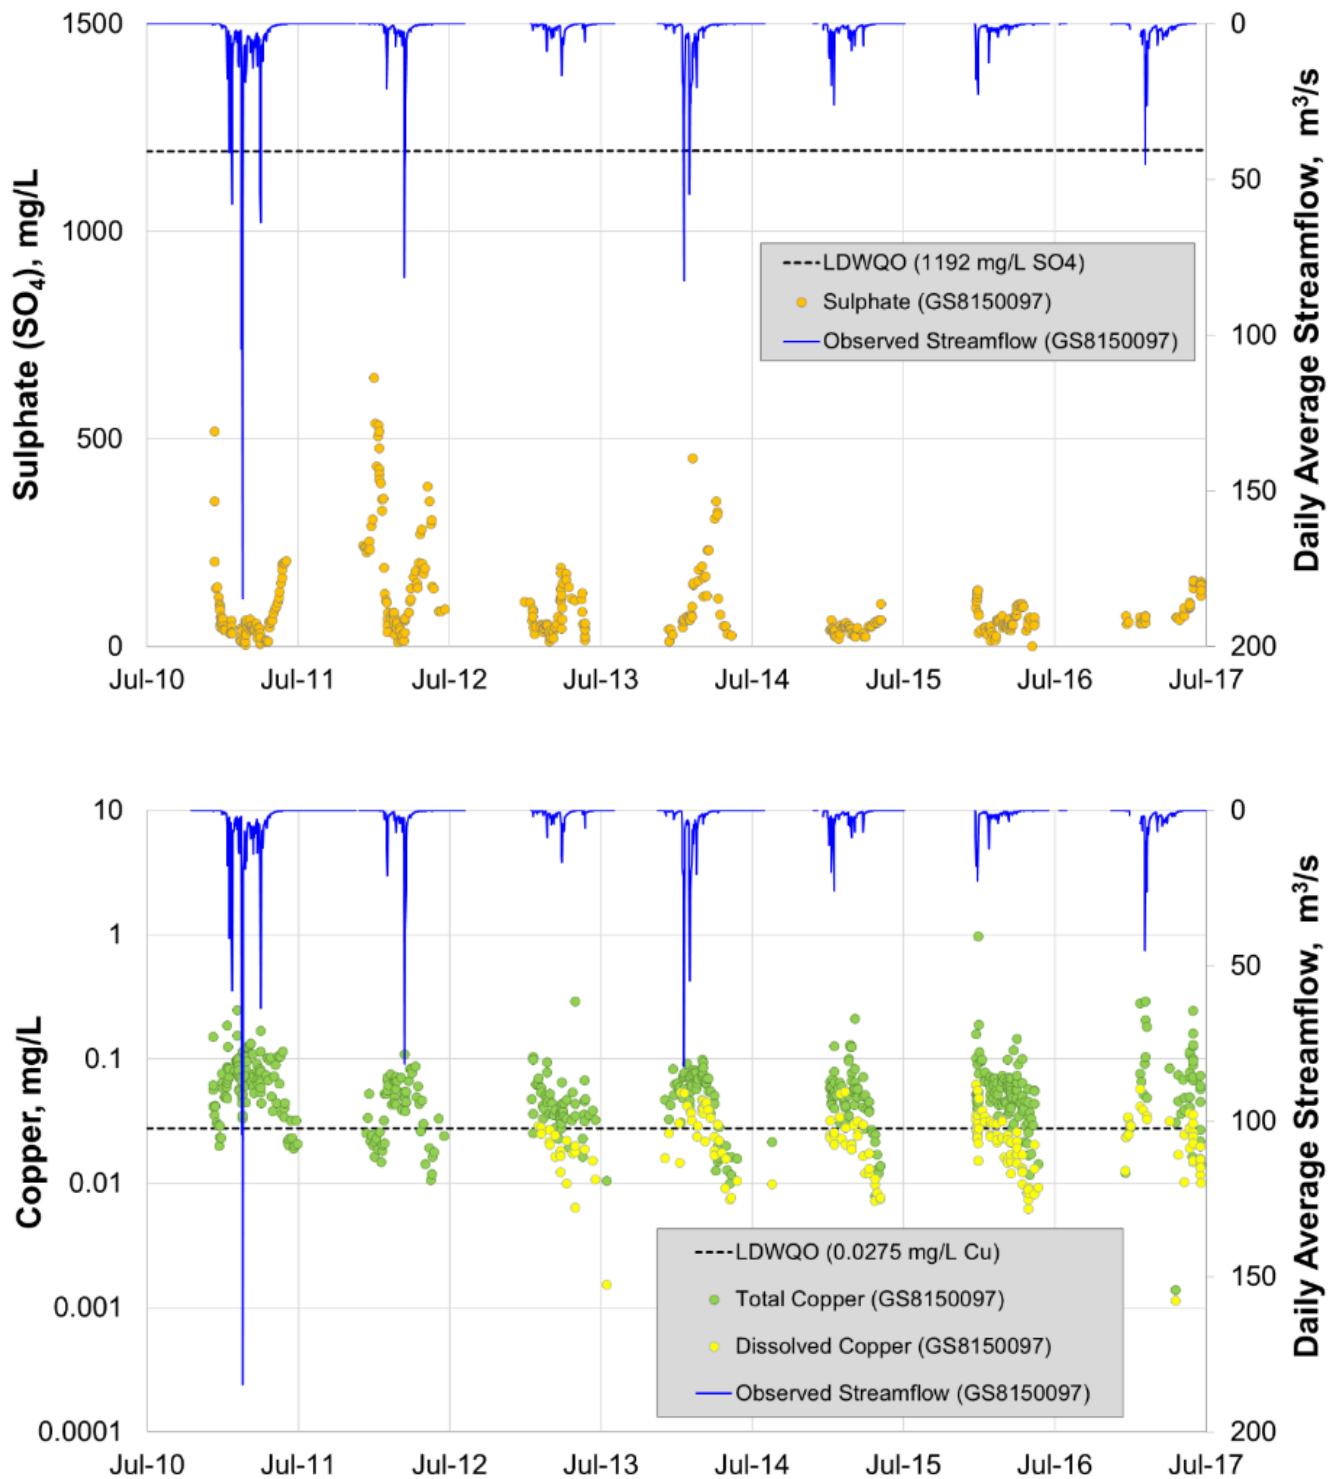 1500
1000
500
0
Sulphate (SO₄), mg/L
0
50
100
150
200
Daily Average Streamflow, m³/s
LDWQO (1192 mg/L SO4)
Sulphate (GS8150097)
Observed Streamflow (GS8150097)
Jul-10 Jul-11 Jul-12 Jul-13 Jul-14 Jul-15 Jul-16 Jul-17
10
1
0.1
0.01
0.001
0.0001
Copper, mg/L
0
50
100
150
200
Daily Average Streamflow, m³/s
LDWQO (0.0275 mg/L Cu)
Total Copper (GS8150097)
Dissolved Copper (GS8150097)
Observed Streamflow (GS8150097)
Jul-10 Jul-11 Jul-12 Jul-13 Jul-14 Jul-15 Jul-16 Jul-17